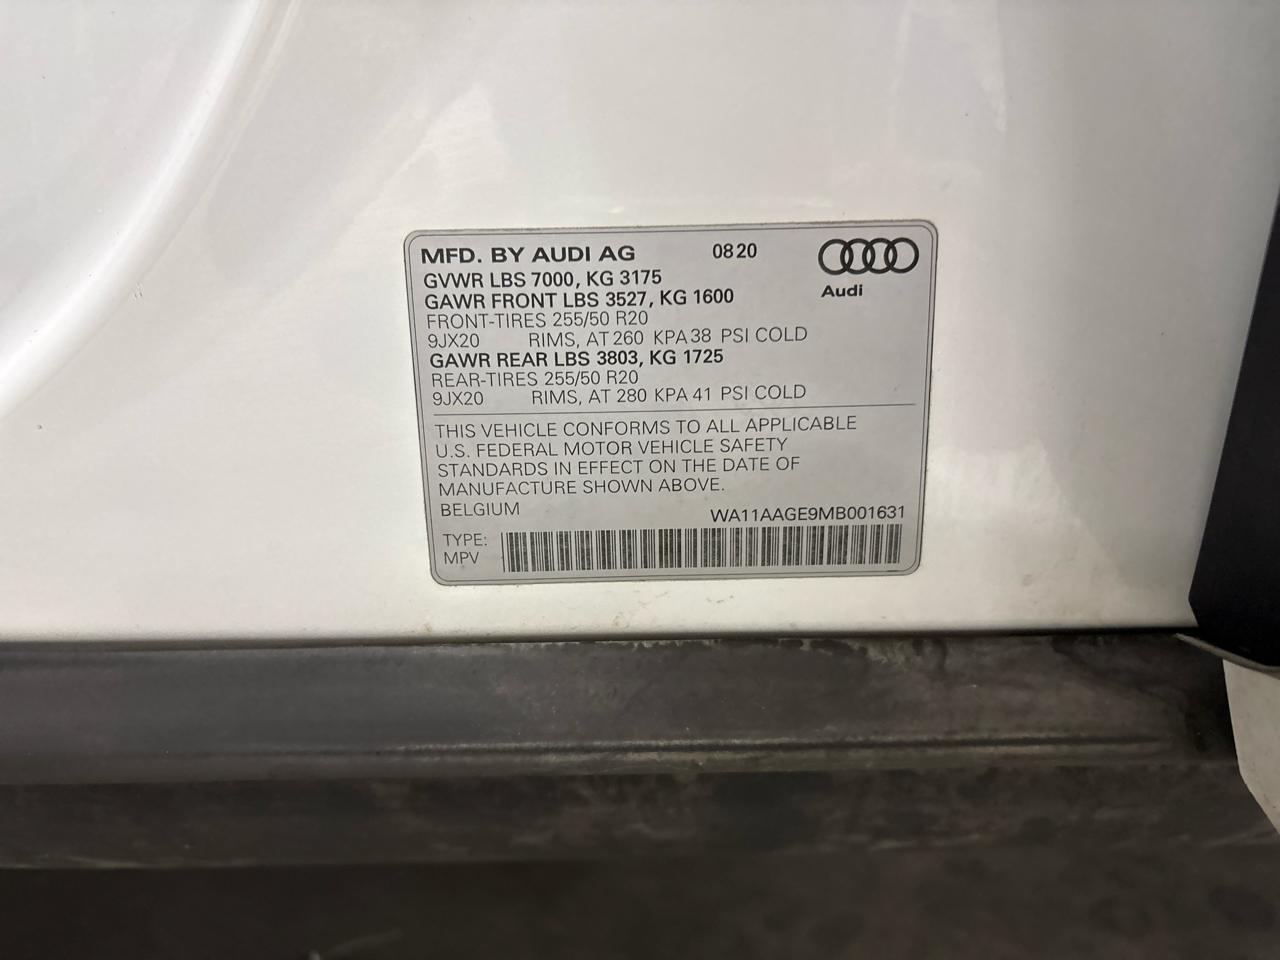 MFD. BY AUDI AG 0820
GVWR LBS 7000, KG 3175
GAWR FRONT LBS 3527, KG 1600
Audi
FRONT-TIRES 255/50 R20
9JX20 RIMS, AT 260 KPA 38 PSI COLD
GAWR REAR LBS 3803, KG 1725
REAR-TIRES 255/50 R20
9JX20 RIMS, AT 280 KPA 41 PSI COLD
THIS VEHICLE CONFORMS TO ALL APPLICABLE
U.S. FEDERAL MOTOR VEHICLE SAFETY
STANDARDS IN EFFECT ON THE DATE OF
MANUFACTURE SHOWN ABOVE.
BELGIUM WA11AAGE9MB001631
TYPE:
MPV